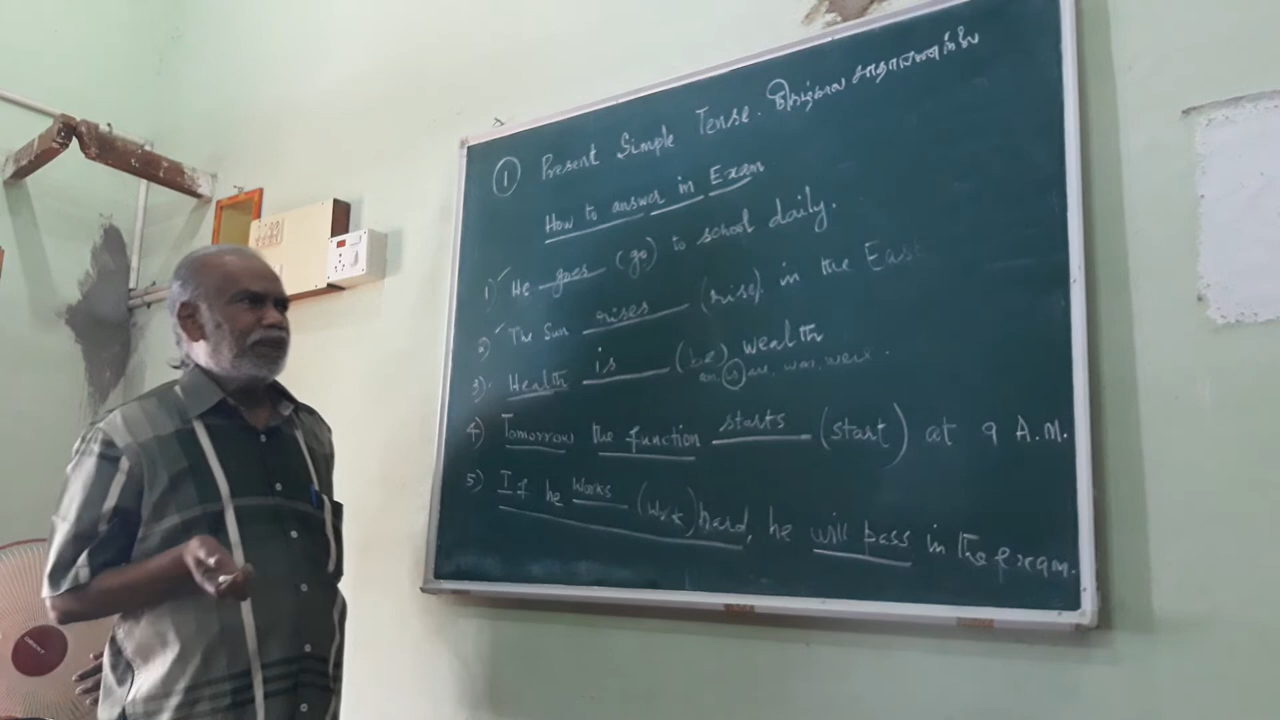 ① Present Simple Tense. நிகழ்கால சாதாரணம்
How to answer in Exam
1) He goes (go) to school daily.
2) The Sun rises (rise) in the East
3). Health is (be) wealth
am, is, are, was, were.
4) Tomorrow the function starts (start) at 9 A.M.
5) If he works (work) hard, he will pass in the exam.